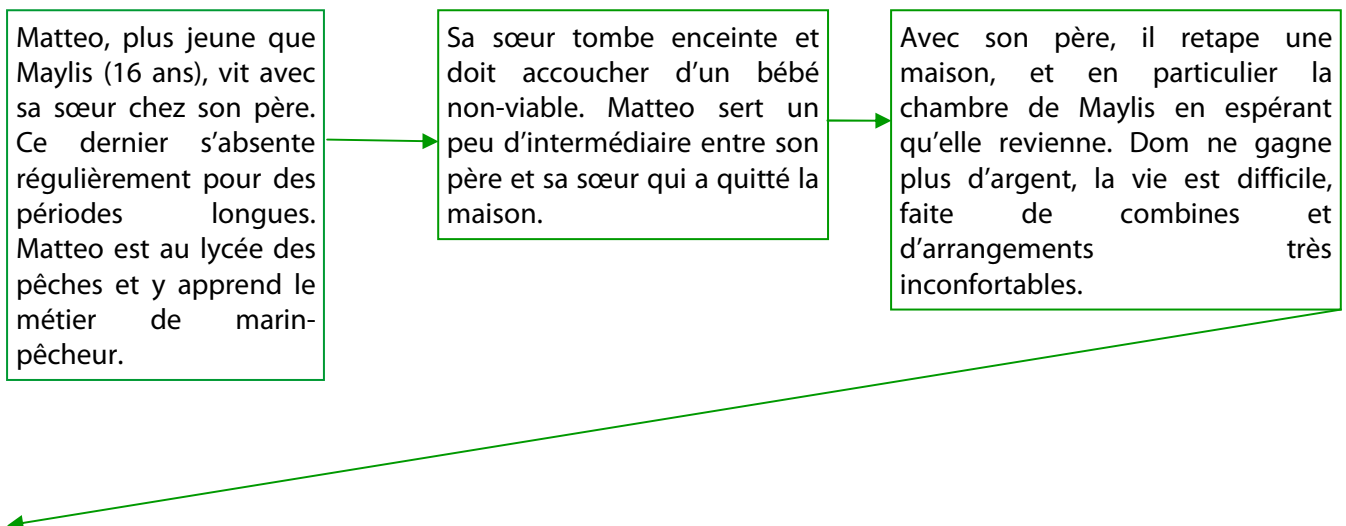 Matteo, plus jeune que
Maylis (16 ans), vit avec
sa sœur chez son père.
Ce dernier s’absente
régulièrement pour des
périodes longues.
Matteo est au lycée des
pêches et y apprend le
métier de marin-
pêcheur.
Sa sœur tombe enceinte et
doit accoucher d’un bébé
non-viable. Matteo sert un
peu d’intermédiaire entre son
père et sa sœur qui a quitté la
maison.
Avec son père, il retape une
maison, et en particulier la
chambre de Maylis en espérant
qu’elle revienne. Dom ne gagne
plus d’argent, la vie est difficile,
faite de combines et
d’arrangements très
inconfortables.